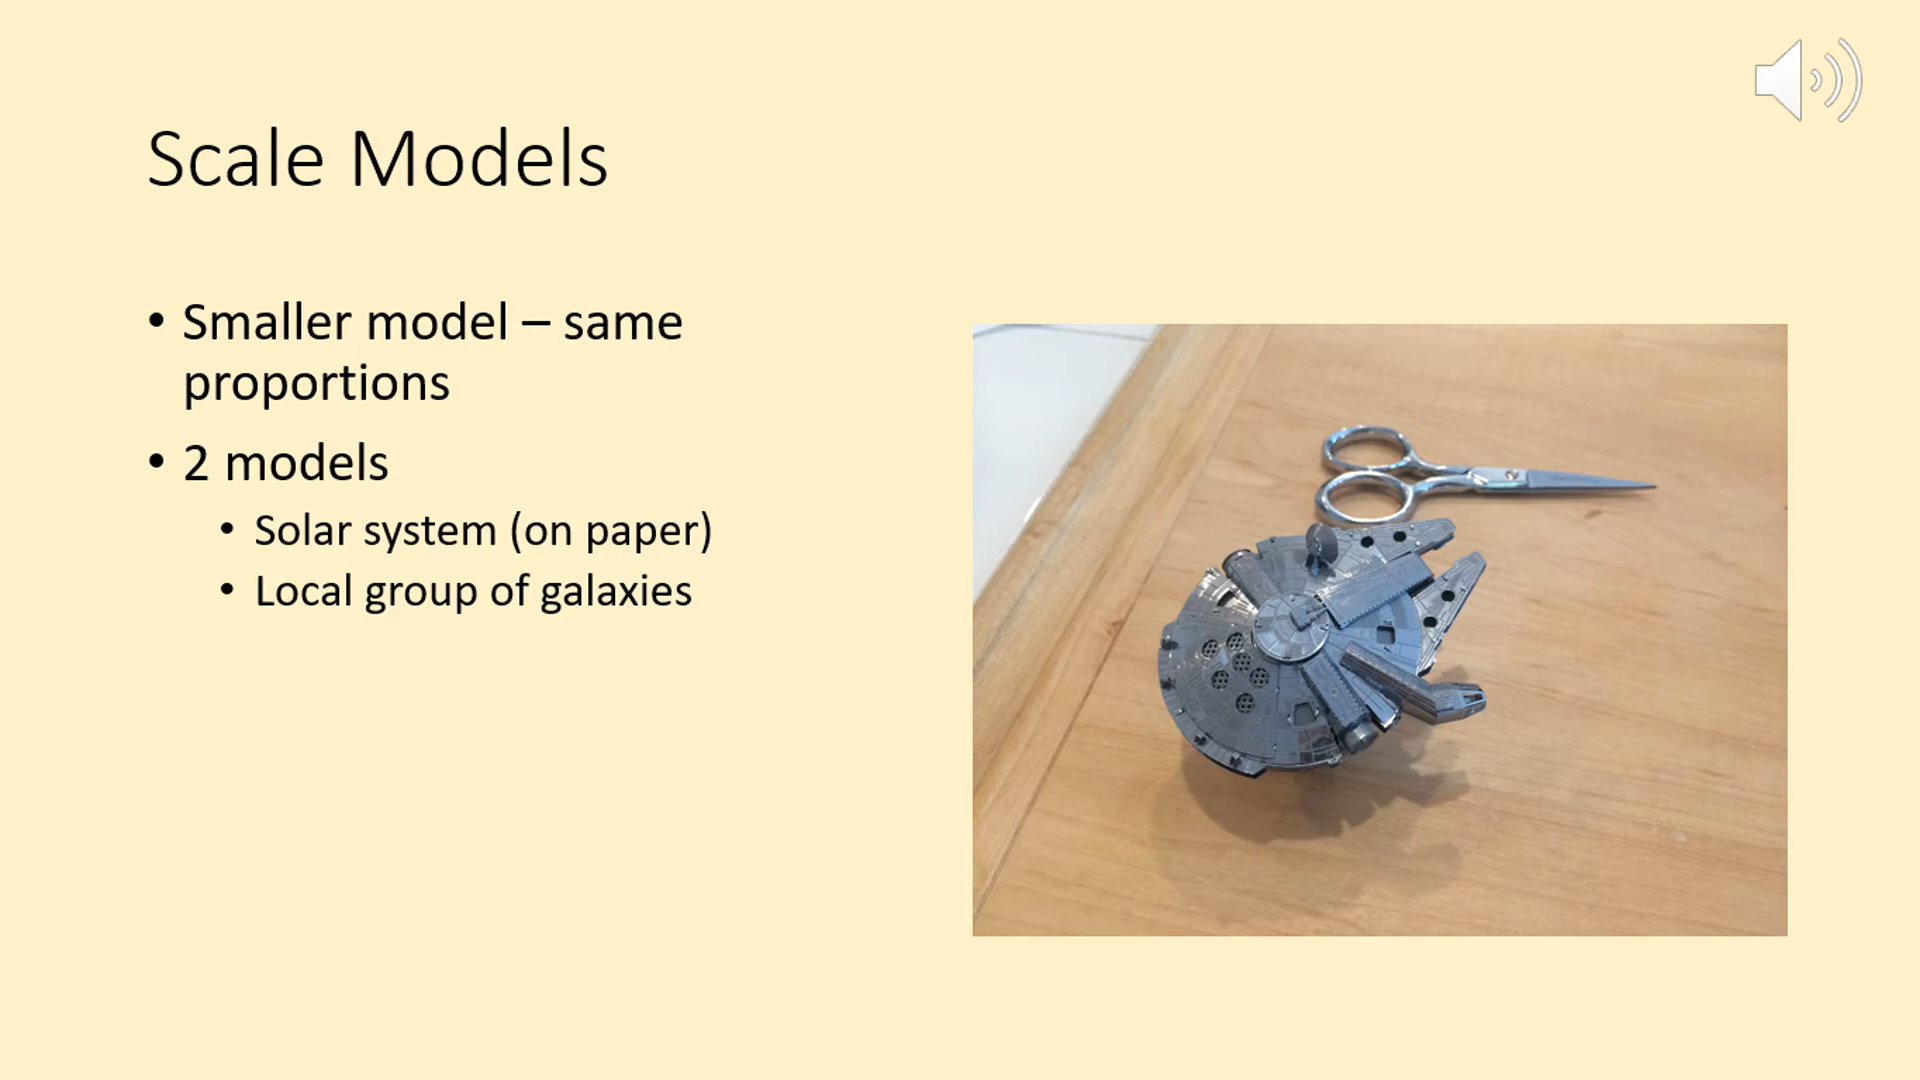 Scale Models
• Smaller model – same
proportions
• 2 models
• Solar system (on paper)
• Local group of galaxies